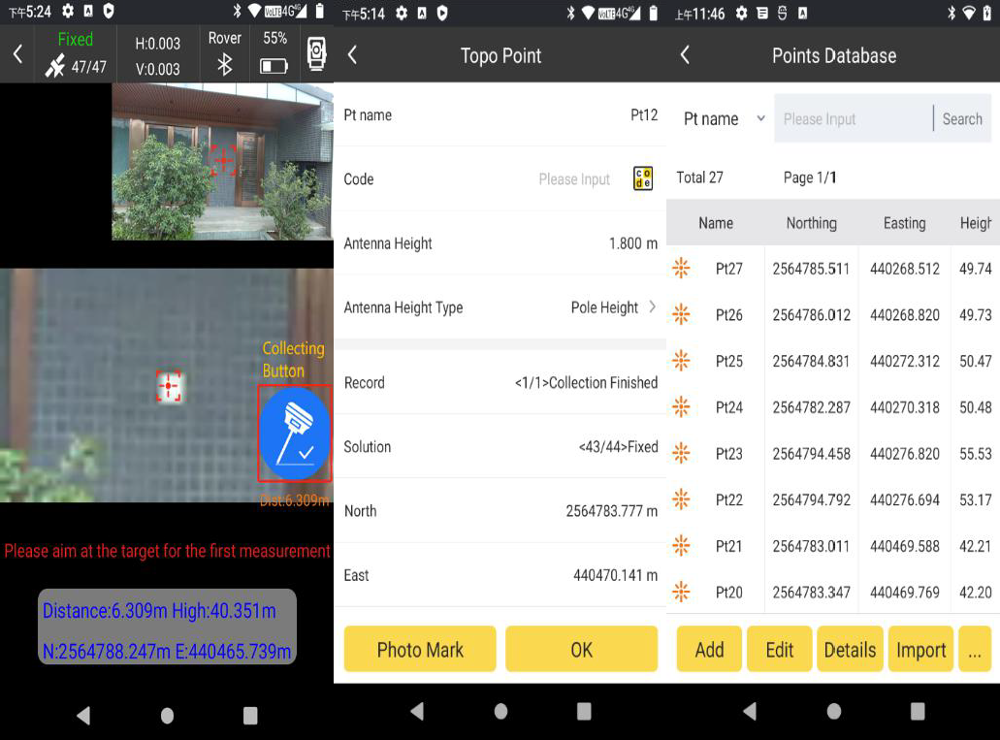 下午5:24
VoLTE 4G
Fixed
47/47
H:0.003
V:0.003
Rover
55%
Collecting
Button
Dist:6.309m
Please aim at the target for the first measurement
Distance:6.309m High:40.351m
N:2564788.247m E:440465.739m
下午5:14
VoLTE 4G
Topo Point
Pt name Pt12
Code Please Input code
Antenna Height 1.800 m
Antenna Height Type Pole Height
Record <1/1>Collection Finished
Solution <43/44>Fixed
North 2564783.777 m
East 440470.141 m
Photo Mark OK
上午11:46
Points Database
Pt name Please Input Search
Total 27 Page 1/1
Name Northing Easting Heigh
Pt27 2564785.511 440268.512 49.74
Pt26 2564786.012 440268.820 49.73
Pt25 2564784.831 440272.312 50.47
Pt24 2564782.287 440270.318 50.48
Pt23 2564794.458 440276.820 55.53
Pt22 2564794.792 440276.694 53.17
Pt21 2564783.011 440469.588 42.21
Pt20 2564783.347 440469.769 42.20
Add Edit Details Import ...